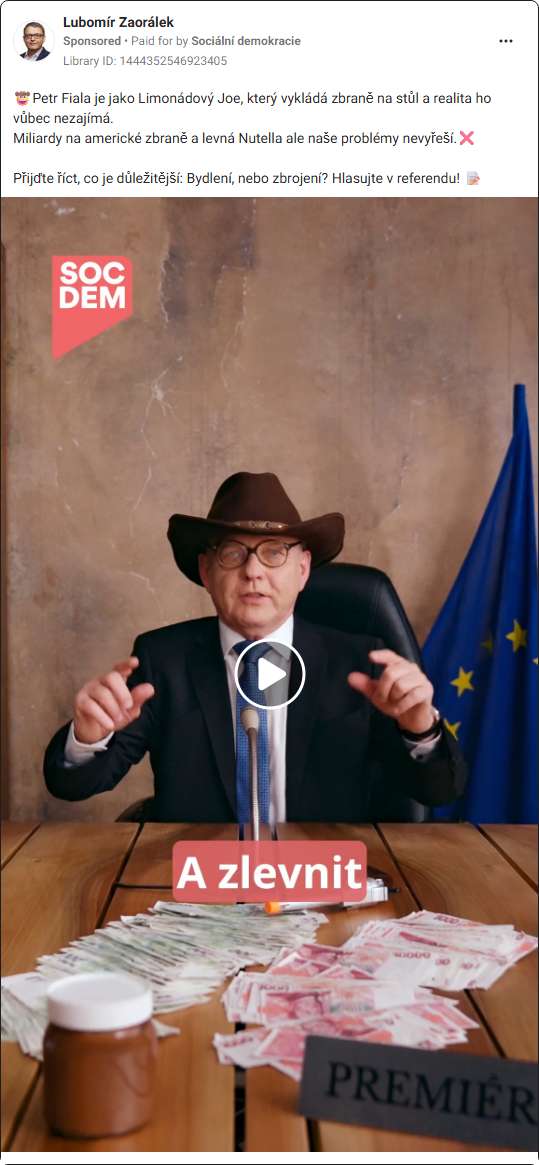 Lubomír Zaorálek
Sponsored • Paid for by Sociální demokracie
Library ID: 1444352546923405
Petr Fiala je jako Limonádový Joe, který vykládá zbraně na stůl a realita ho
vůbec nezajímá.
Miliardy na americké zbraně a levná Nutella ale naše problémy nevyřeší.
Přijďte říct, co je důležitější: Bydlení, nebo zbrojení? Hlasujte v referendu!
SOC
DEM
A zlevnit
PREMIÉR